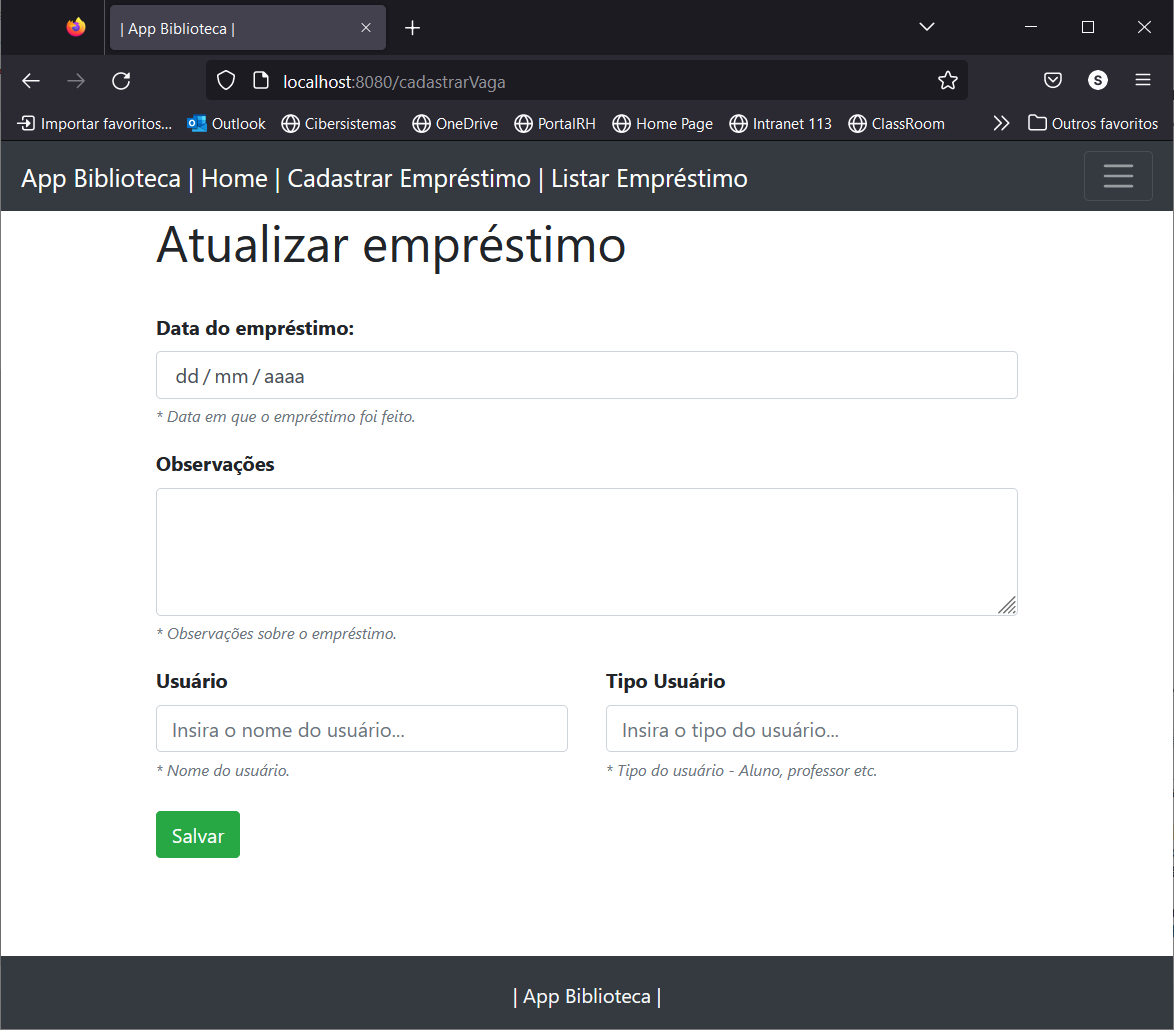 | App Biblioteca |
localhost:8080/cadastrarVaga
S
Importar favoritos... Outlook Cibersistemas OneDrive PortalRH Home Page Intranet 113 ClassRoom Outros favoritos
App Biblioteca | Home | Cadastrar Empréstimo | Listar Empréstimo
Atualizar empréstimo
Data do empréstimo:
dd / mm / aaaa
* Data em que o empréstimo foi feito.
Observações
* Observações sobre o empréstimo.
Usuário Tipo Usuário
Insira o nome do usuário... Insira o tipo do usuário...
* Nome do usuário. * Tipo do usuário - Aluno, professor etc.
Salvar
| App Biblioteca |